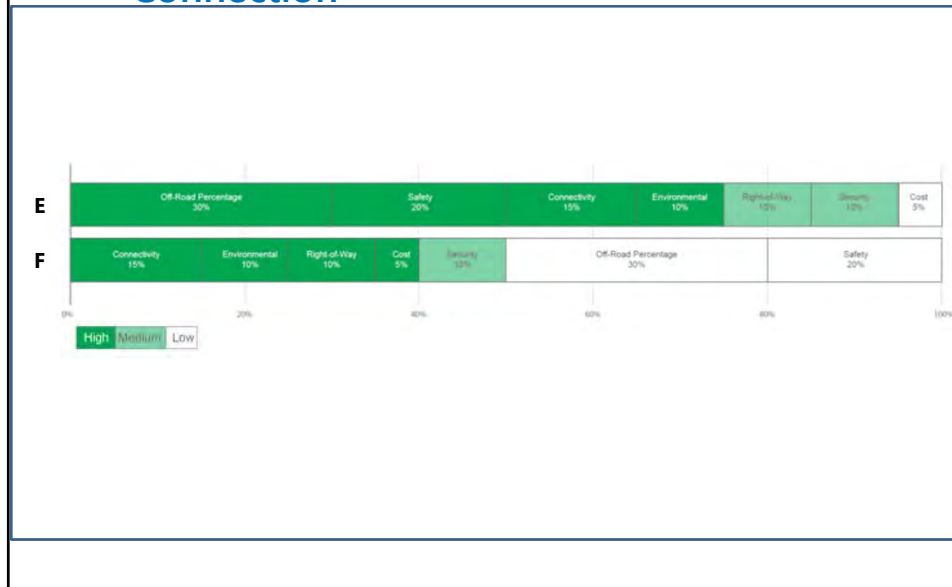 Connection
E
Off-Road Percentage
30%
Safety
20%
Connectivity
15%
Environmental
10%
Right-of-Way
10%
Security
10%
Cost
5%
F
Connectivity
15%
Environmental
10%
Right-of-Way
10%
Cost
5%
Security
10%
Off-Road Percentage
30%
Safety
20%
0%
20%
40%
60%
80%
100%
High
Medium
Low